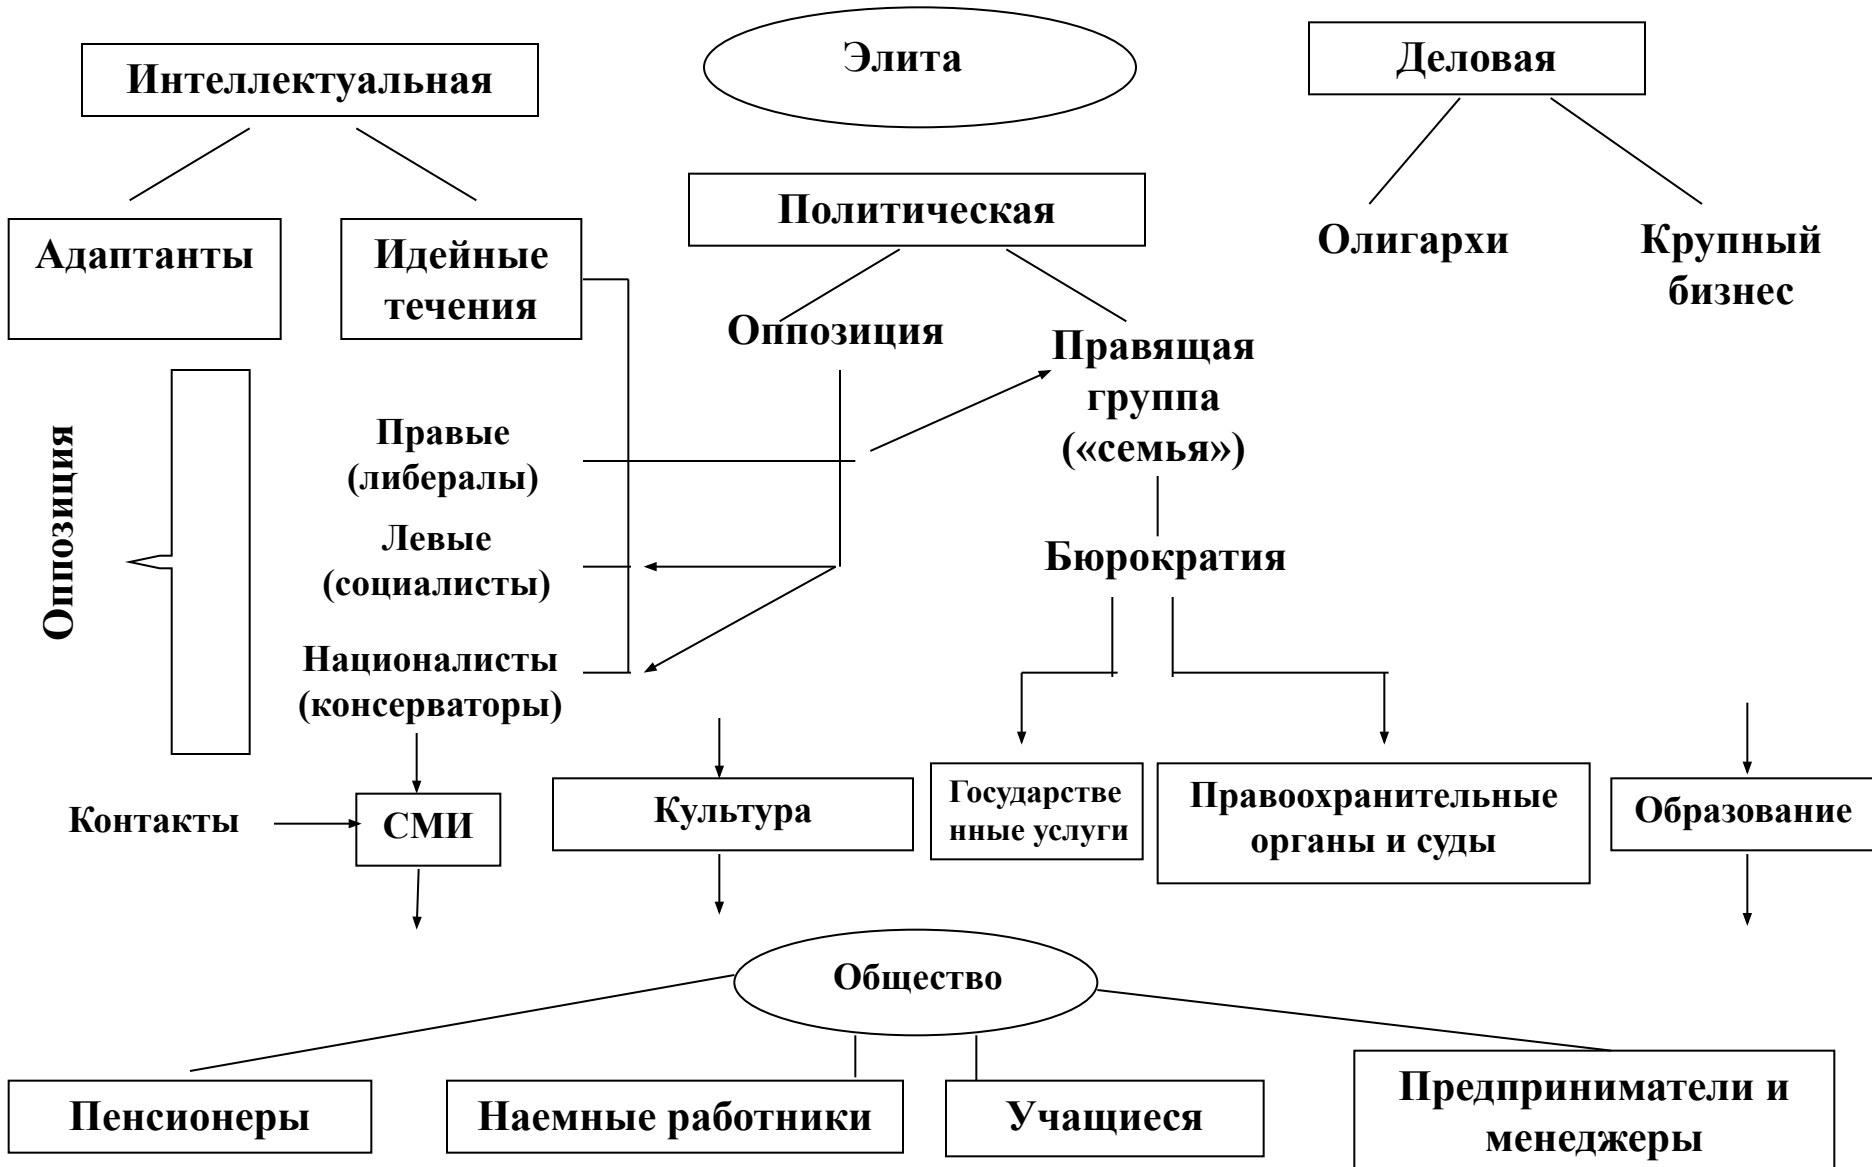 Элита
Интеллектуальная
Деловая
Политическая
Адаптанты
Идейные
течения
Олигархи
Крупный
бизнес
Оппозиция
Правящая
группа
(«семья»)
Оппозиция
Правые
(либералы)
Левые
(социалисты)
Националисты
(консерваторы)
Бюрократия
Контакты
СМИ
Культура
Государстве
нные услуги
Правоохранительные
органы и суды
Образование
Общество
Пенсионеры
Наемные работники
Учащиеся
Предприниматели и
менеджеры